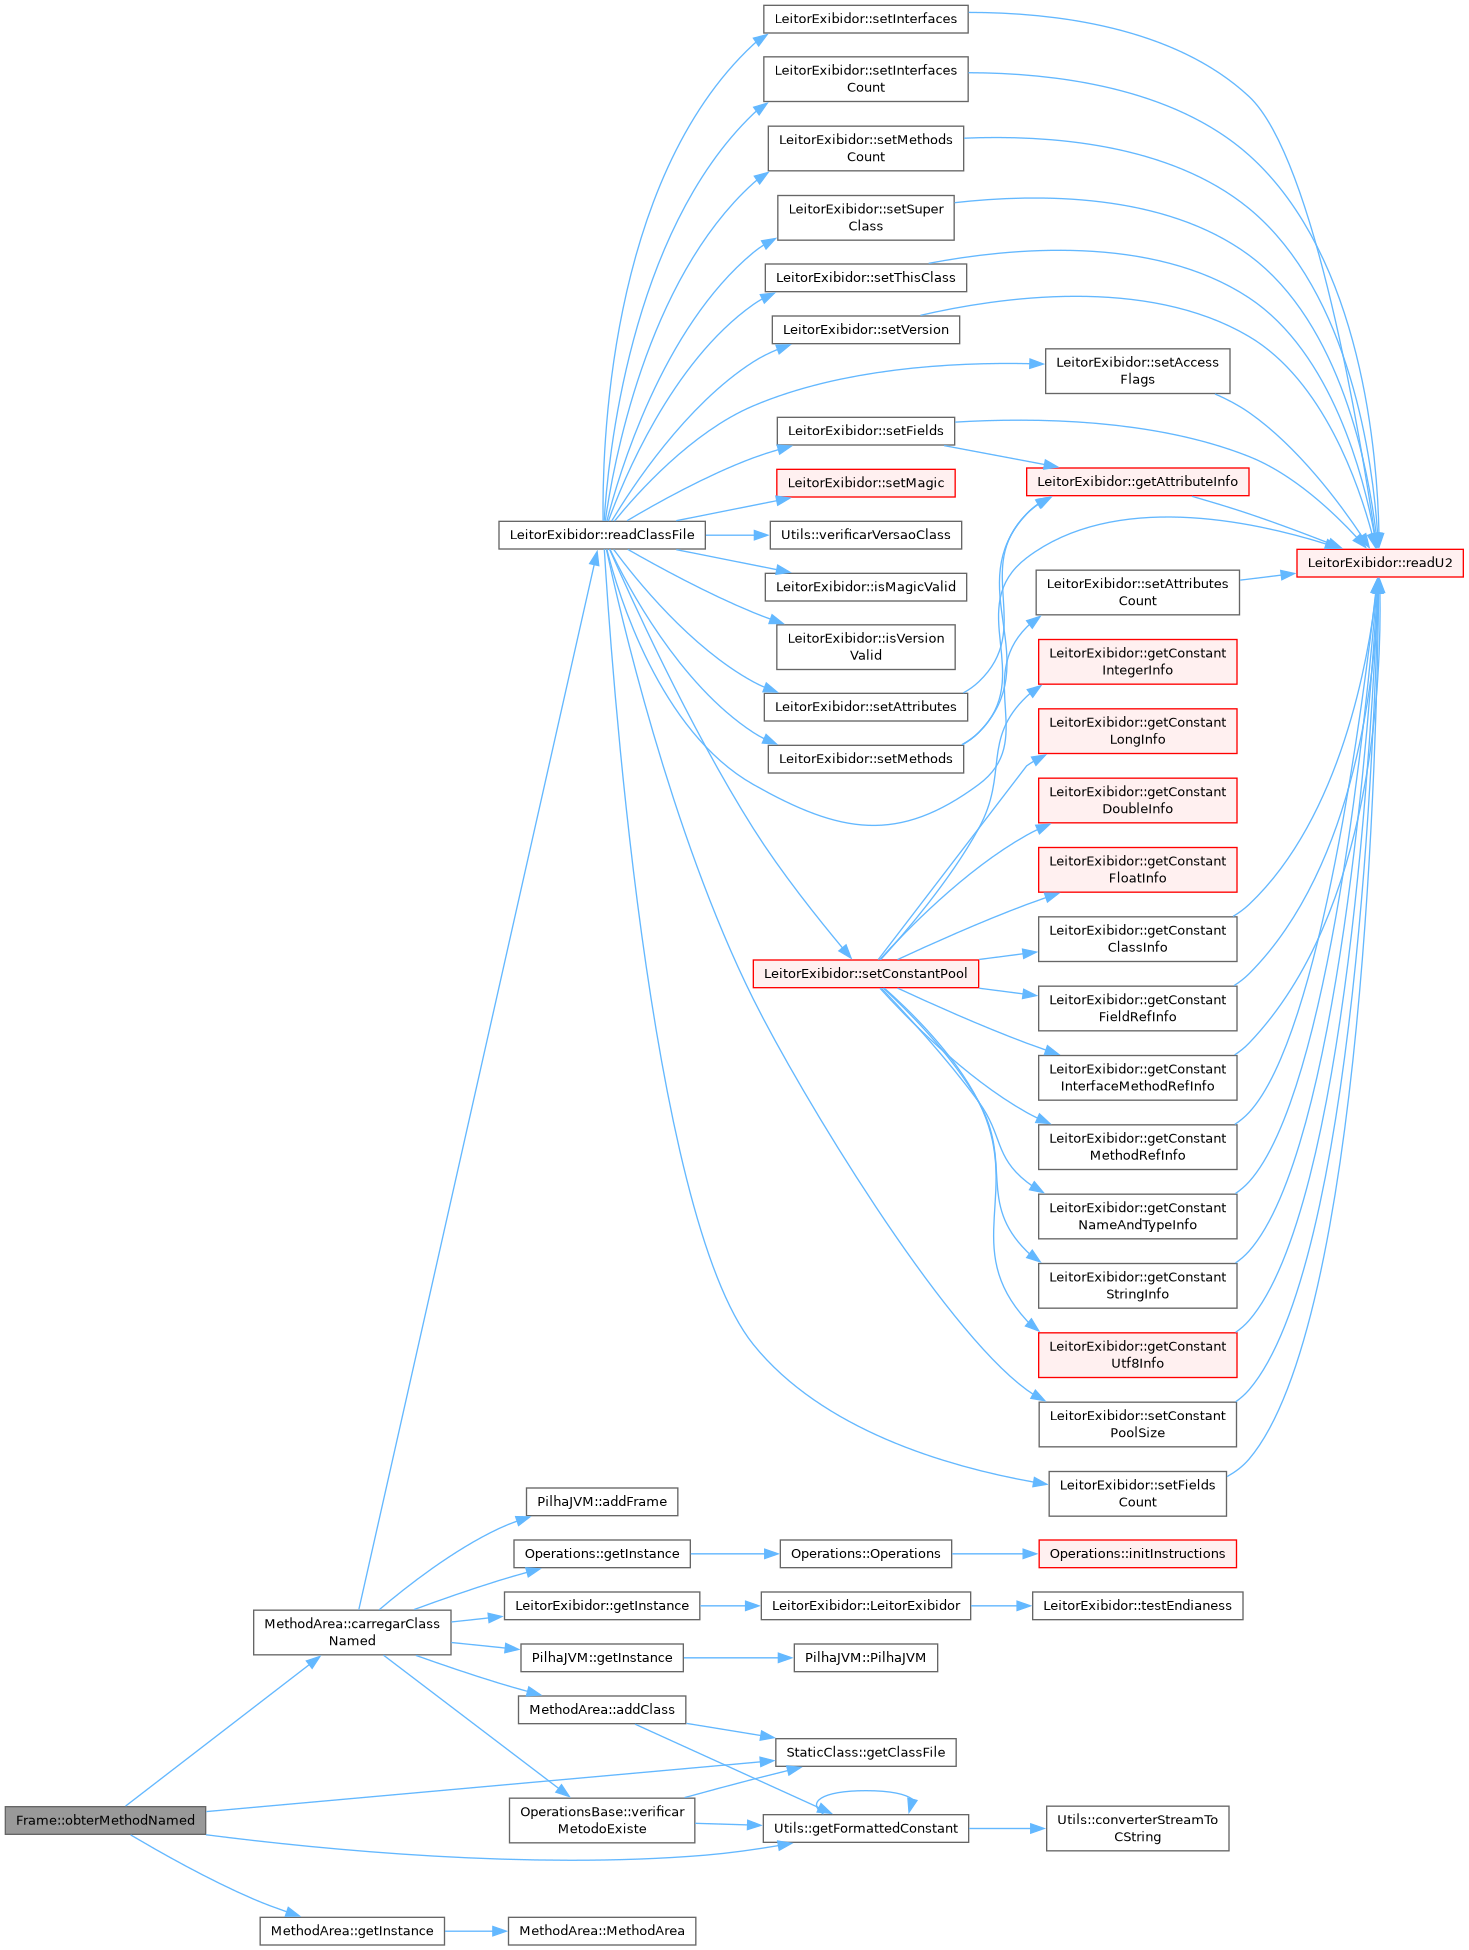 LeitorExibidor::setInterfaces
LeitorExibidor::setInterfaces
Count
LeitorExibidor::setMethods
Count
LeitorExibidor::setSuper
Class
LeitorExibidor::setThisClass
LeitorExibidor::setVersion
LeitorExibidor::setAccess
Flags
LeitorExibidor::setFields
LeitorExibidor::setMagic
LeitorExibidor::getAttributeInfo
LeitorExibidor::readClassFile
Utils::verificarVersaoClass
LeitorExibidor::readU2
LeitorExibidor::isMagicValid
LeitorExibidor::setAttributes
Count
LeitorExibidor::isVersion
Valid
LeitorExibidor::getConstant
IntegerInfo
LeitorExibidor::setAttributes
LeitorExibidor::getConstant
LongInfo
LeitorExibidor::setMethods
LeitorExibidor::getConstant
DoubleInfo
LeitorExibidor::getConstant
FloatInfo
LeitorExibidor::getConstant
ClassInfo
LeitorExibidor::setConstantPool
LeitorExibidor::getConstant
FieldRefInfo
LeitorExibidor::getConstant
InterfaceMethodRefInfo
LeitorExibidor::getConstant
MethodRefInfo
LeitorExibidor::getConstant
NameAndTypeInfo
LeitorExibidor::getConstant
StringInfo
LeitorExibidor::getConstant
Utf8Info
LeitorExibidor::setConstant
PoolSize
LeitorExibidor::setFields
Count
PilhaJVM::addFrame
Operations::getInstance
Operations::Operations
Operations::initInstructions
LeitorExibidor::getInstance
LeitorExibidor::LeitorExibidor
LeitorExibidor::testEndianess
MethodArea::carregarClass
Named
PilhaJVM::getInstance
PilhaJVM::PilhaJVM
MethodArea::addClass
StaticClass::getClassFile
Frame::obterMethodNamed
OperationsBase::verificar
MetodoExiste
Utils::getFormattedConstant
Utils::converterStreamTo
CString
MethodArea::getInstance
MethodArea::MethodArea